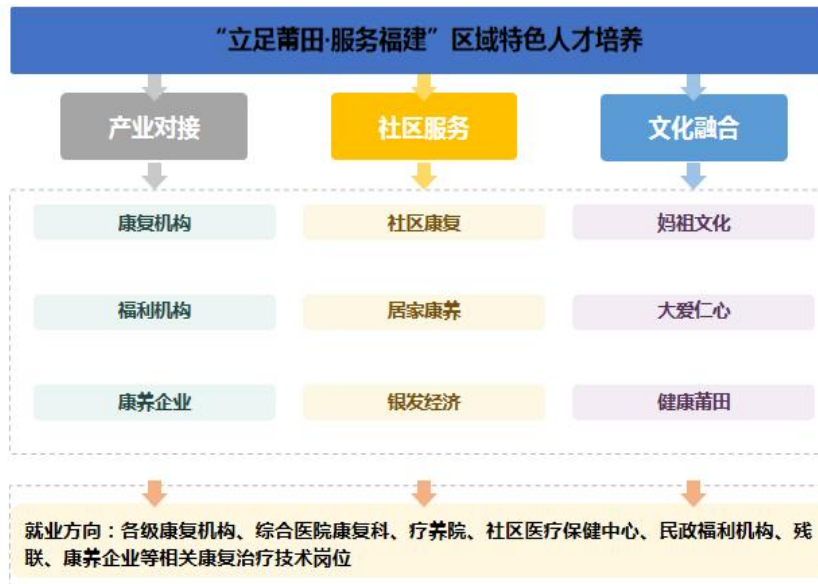 “立足莆田·服务福建”区域特色人才培养
产业对接
社区服务
文化融合
康复机构
社区康复
妈祖文化
福利机构
居家康养
大爱仁心
康养企业
银发经济
健康莆田
就业方向：各级康复机构、综合医院康复科、疗养院、社区医疗保健中心、民政福利机构、残
联、康养企业等相关康复治疗技术岗位